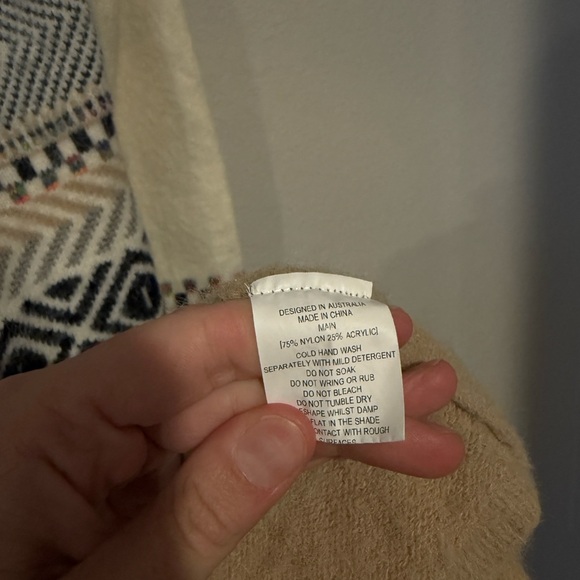 DESIGNED IN AUSTRALIA
MADE IN CHINA
MAIN
[75% NYLON 25% ACRYLIC]
COLD HAND WASH
SEPARATELY WITH MILD DETERGENT
DO NOT SOAK
DO NOT WRING OR RUB
DO NOT BLEACH
DO NOT TUMBLE DRY
ESHAPE WHILST DAMP
FLAT IN THE SHADE
CONTACT WITH ROUGH
SURFACES